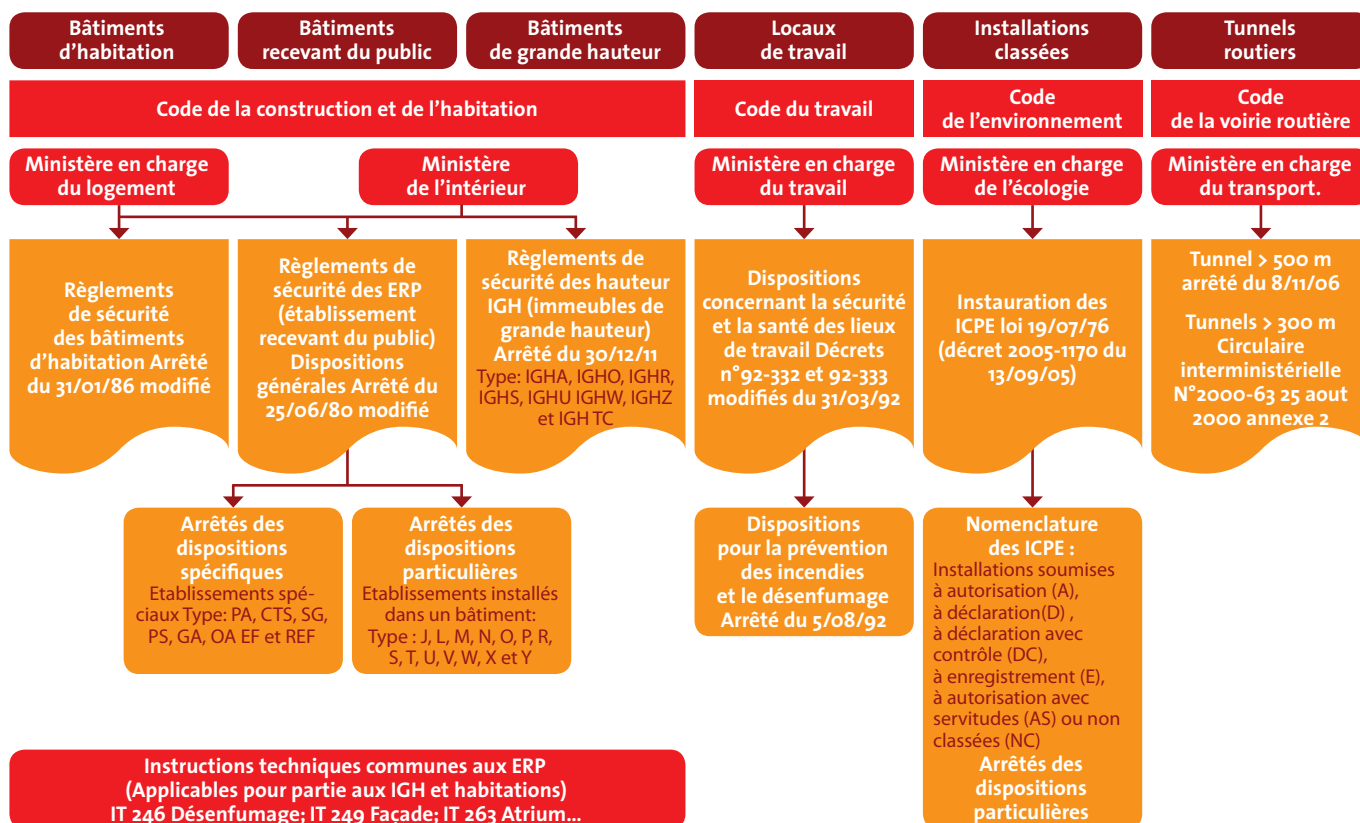 Bâtiments
d’habitation
Bâtiments
recevant du public
Bâtiments
de grande hauteur
Locaux
de travail
Installations
classées
Tunnels
routiers
Code de la construction et de l’habitation
Code du travail
Code
de l’environnement
Code
de la voirie routière
Ministère en charge
du logement
Ministère
de l’intérieur
Ministère en charge
du travail
Ministère en charge
de l’écologie
Ministère en charge
du transport.
Règlements
de sécurité
des bâtiments
d’habitation Arrêté
du 31/01/86 modifié
Règlements de
sécurité des ERP
(établissement
recevant du public)
Dispositions
générales Arrêté du
25/06/80 modifié
Règlements de
sécurité des hauteur
IGH (immeubles de
grande hauteur)
Arrêté du 30/12/11
Type: IGHA, IGHO, IGHR,
IGHS, IGHU IGHW, IGHZ
et IGH TC
Dispositions
concernant la sécurité
et la santé des lieux
de travail Décrets
n°92-332 et 92-333
modifiés du 31/03/92
Instauration des
ICPE loi 19/07/76
(décret 2005-1170 du
13/09/05)
Tunnel > 500 m
arrêté du 8/11/06
Tunnels > 300 m
Circulaire
interministérielle
N°2000-63 25 aout
2000 annexe 2
Arrêtés des
dispositions
spécifiques
Etablissements spé-
ciaux Type: PA, CTS, SG,
PS, GA, OA EF et REF
Arrêtés des
dispositions
particulières
Etablissements installés
dans un bâtiment:
Type : J, L, M, N, O, P, R,
S, T, U, V, W, X et Y
Dispositions
pour la prévention
des incendies
et le désenfumage
Arrêté du 5/08/92
Nomenclature
des ICPE :
Installations soumises
à autorisation (A),
à déclaration(D) ,
à déclaration avec
contrôle (DC),
à enregistrement (E),
à autorisation avec
servitudes (AS) ou non
classées (NC)
Arrêtés des
dispositions
particulières
Instructions techniques communes aux ERP
(Applicables pour partie aux IGH et habitations)
IT 246 Désenfumage; IT 249 Façade; IT 263 Atrium...